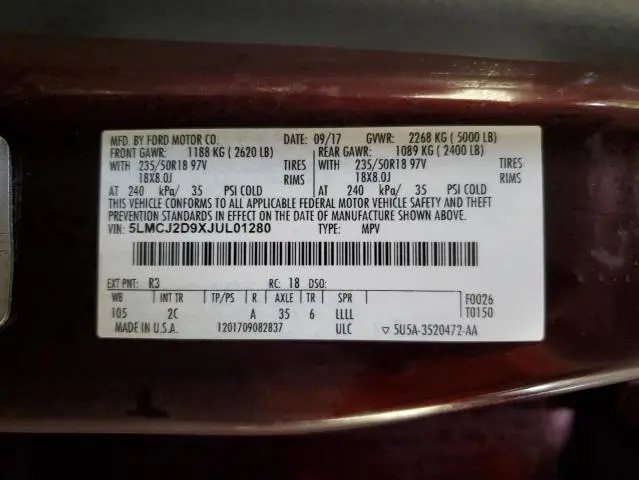 MFD. BY FORD MOTOR CO. DATE: 09/17 GVWR: 2268 KG ( 5000 LB)
FRONT GAWR: 1188 KG ( 2620 LB) REAR GAWR: 1089 KG ( 2400 LB)
WITH 235/50R18 97V TIRES WITH 235/50R18 97V TIRES
18X8.0J RIMS 18X8.0J RIMS
AT 240 kPa/ 35 PSI COLD AT 240 kPa/ 35 PSI COLD
THIS VEHICLE CONFORMS TO ALL APPLICABLE FEDERAL MOTOR VEHICLE SAFETY AND THEFT
PREVENTION STANDARDS IN EFFECT ON THE DATE OF MANUFACTURE SHOWN ABOVE.
VIN: 5LMCJ2D9XJUL01280 TYPE: MPV
EXT PNT: R3 RC: 18 DSO:
WB INT TR TP/PS R AXLE TR SPR F0026
105 2C A 35 6 LLLL T0150
MADE IN U.S.A. 1201709082837 ULC ▽ 5U5A-3520472-AA